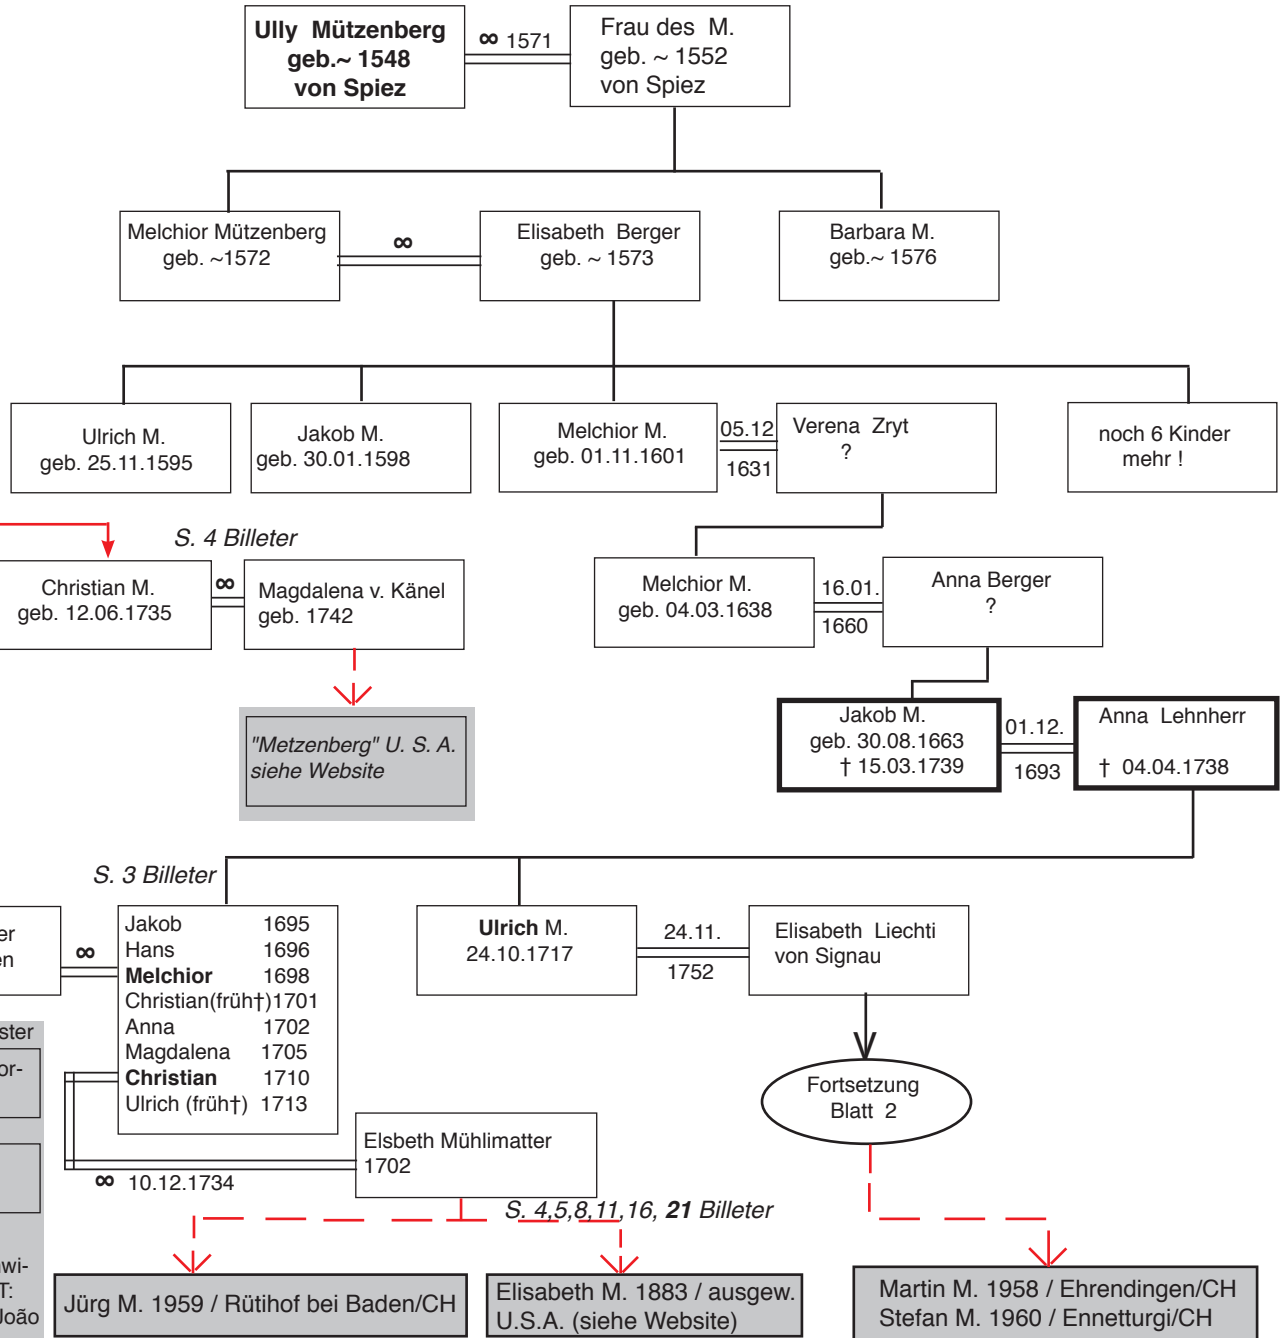 Ully Mützenberg
geb.~ 1548
von Spiez
∞ 1571
Frau des M.
geb. ~ 1552
von Spiez
Melchior Mützenberg
geb. ~1572
∞
Elisabeth Berger
geb. ~ 1573
Barbara M.
geb.~ 1576
Ulrich M.
geb. 25.11.1595
Jakob M.
geb. 30.01.1598
Melchior M.
geb. 01.11.1601
05.12
1631
Verena Zryt
?
noch 6 Kinder
mehr !
S. 4 Billeter
Christian M.
geb. 12.06.1735
∞
Magdalena v. Känel
geb. 1742
Melchior M.
geb. 04.03.1638
16.01.
1660
Anna Berger
?
"Metzenberg" U. S. A.
siehe Website
Jakob M.
geb. 30.08.1663
† 15.03.1739
01.12.
1693
Anna Lehnherr
† 04.04.1738
S. 3 Billeter
er
en
∞
Jakob 1695
Hans 1696
Melchior 1698
Christian(früh†)1701
Anna 1702
Magdalena 1705
Christian 1710
Ulrich (früh†) 1713
Ulrich M.
24.10.1717
24.11.
1752
Elisabeth Liechti
von Signau
ster
or-
Fortsetzung
Blatt 2
Elsbeth Mühlimatter
1702
∞ 10.12.1734
S. 4,5,8,11,16, 21 Billeter
wi-
T:
João
Jürg M. 1959 / Rütihof bei Baden/CH
Elisabeth M. 1883 / ausgew.
U.S.A. (siehe Website)
Martin M. 1958 / Ehrendingen/CH
Stefan M. 1960 / Ennetturgi/CH